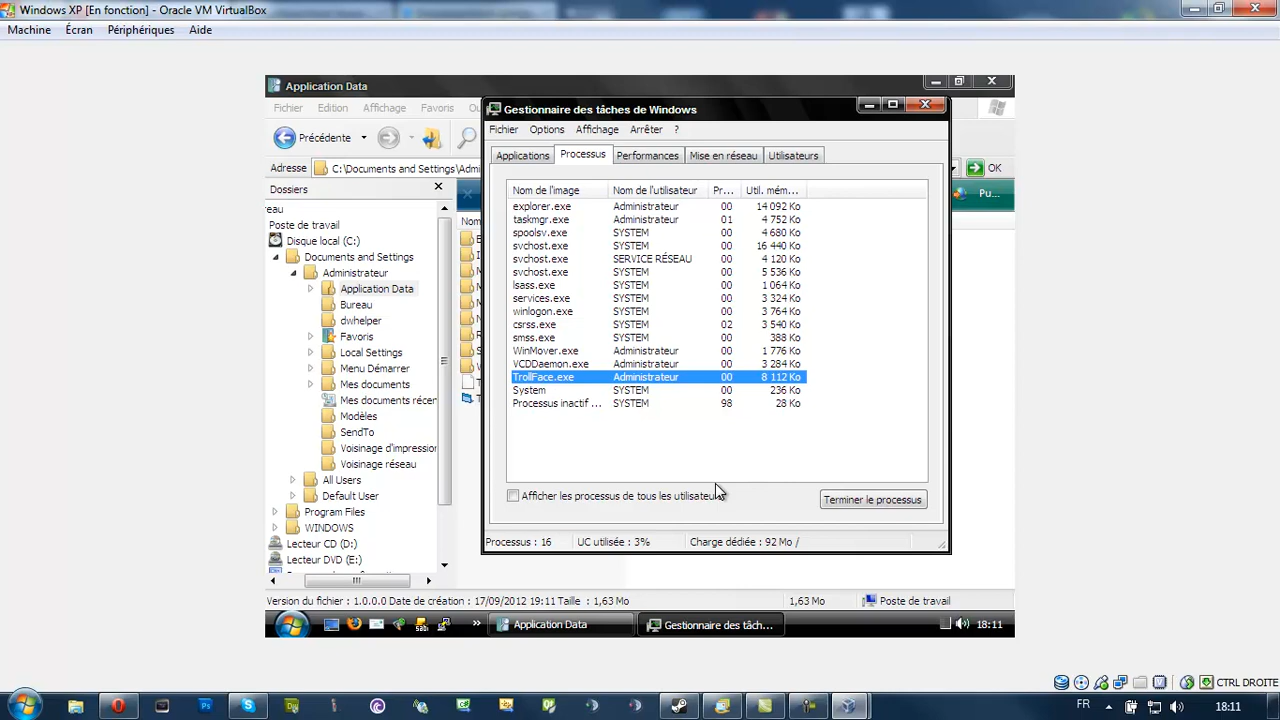 Windows XP [En fonction] - Oracle VM VirtualBox
Machine Écran Périphériques Aide
Application Data
Fichier Edition Affichage Favoris
Précédente
Adresse C:\Documents and Settings\Admi
OK
Dossiers
Pu...
Gestionnaire des tâches de Windows
Fichier Options Affichage Arrêter ?
Applications Processus Performances Mise en réseau Utilisateurs
Nom de l'image Nom de l'utilisateur Pr... Util. mém...
explorer.exe Administrateur 00 14 092 Ko
taskmgr.exe Administrateur 01 4 752 Ko
spoolsv.exe SYSTEM 00 4 680 Ko
svchost.exe SYSTEM 00 16 440 Ko
svchost.exe SERVICE RÉSEAU 00 4 120 Ko
svchost.exe SYSTEM 00 5 536 Ko
lsass.exe SYSTEM 00 1 064 Ko
services.exe SYSTEM 00 3 324 Ko
winlogon.exe SYSTEM 00 3 764 Ko
csrss.exe SYSTEM 02 3 540 Ko
smss.exe SYSTEM 00 388 Ko
WinMover.exe Administrateur 00 1 776 Ko
VCDDaemon.exe Administrateur 00 3 284 Ko
TrollFace.exe Administrateur 00 8 112 Ko
System SYSTEM 00 236 Ko
Processus inactif ... SYSTEM 98 28 Ko
Afficher les processus de tous les utilisateur
Terminer le processus
Processus : 16 UC utilisée : 3% Charge dédiée : 92 Mo /
reau
Poste de travail
Disque local (C:)
Documents and Settings
Administrateur
Application Data
Bureau
dwhelper
Favoris
Local Settings
Menu Démarrer
Mes documents
Mes documents récen
Modèles
SendTo
Voisinage d'impression
Voisinage réseau
All Users
Default User
Program Files
WINDOWS
Lecteur CD (D:)
Lecteur DVD (E:)
Nom
Version du fichier : 1.0.0.0 Date de création : 17/09/2012 19:11 Taille : 1,63 Mo
1,63 Mo
Poste de travail
Application Data
Gestionnaire des tâch...
18:11
CTRL DROITE
FR
18:11